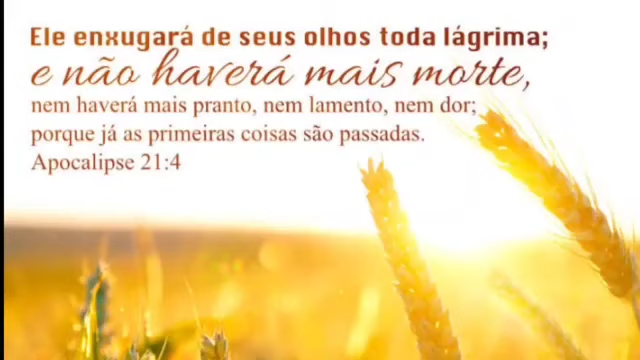 Ele enxugará de seus olhos toda lágrima;
e não haverá mais morte,
nem haverá mais pranto, nem lamento, nem dor;
porque já as primeiras coisas são passadas.
Apocalipse 21:4